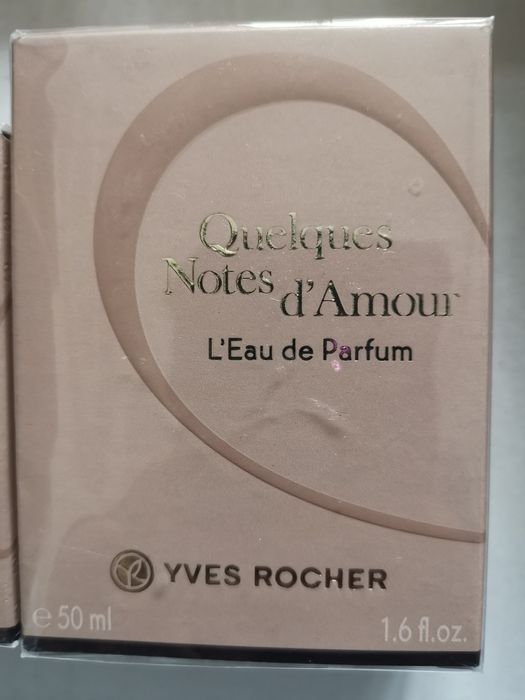 Quelques
Notes d'Amour
L'Eau de Parfum
YVES ROCHER
e 50 ml
1.6 fl.oz.